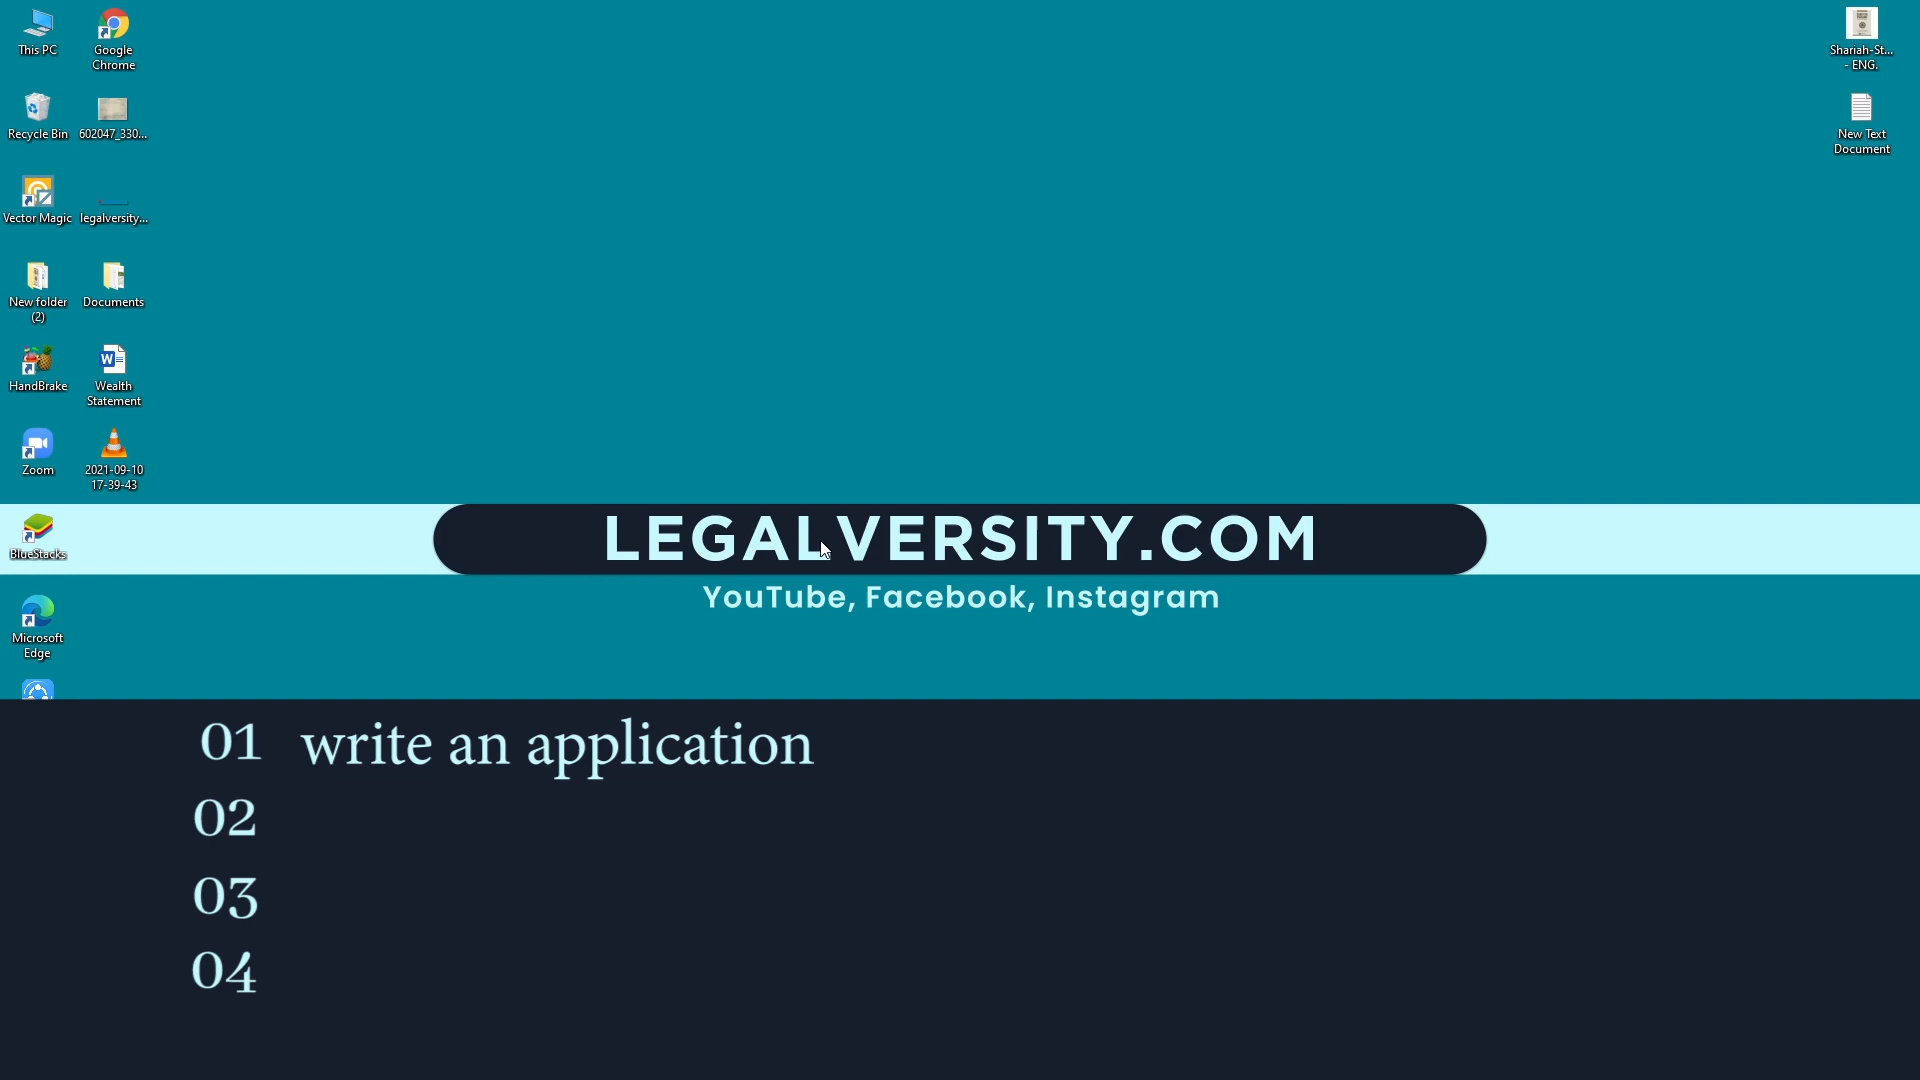 This PC
Google
Chrome
Shariah-St...
- ENG.
Recycle Bin
602047_330...
New Text
Document
Vector Magic
legalversity...
New folder
(2)
Documents
HandBrake
Wealth
Statement
Zoom
2021-09-10
17-39-43
BlueStacks
LEGALVERSITY.COM
YouTube, Facebook, Instagram
Microsoft
Edge
01 write an application
02
03
04